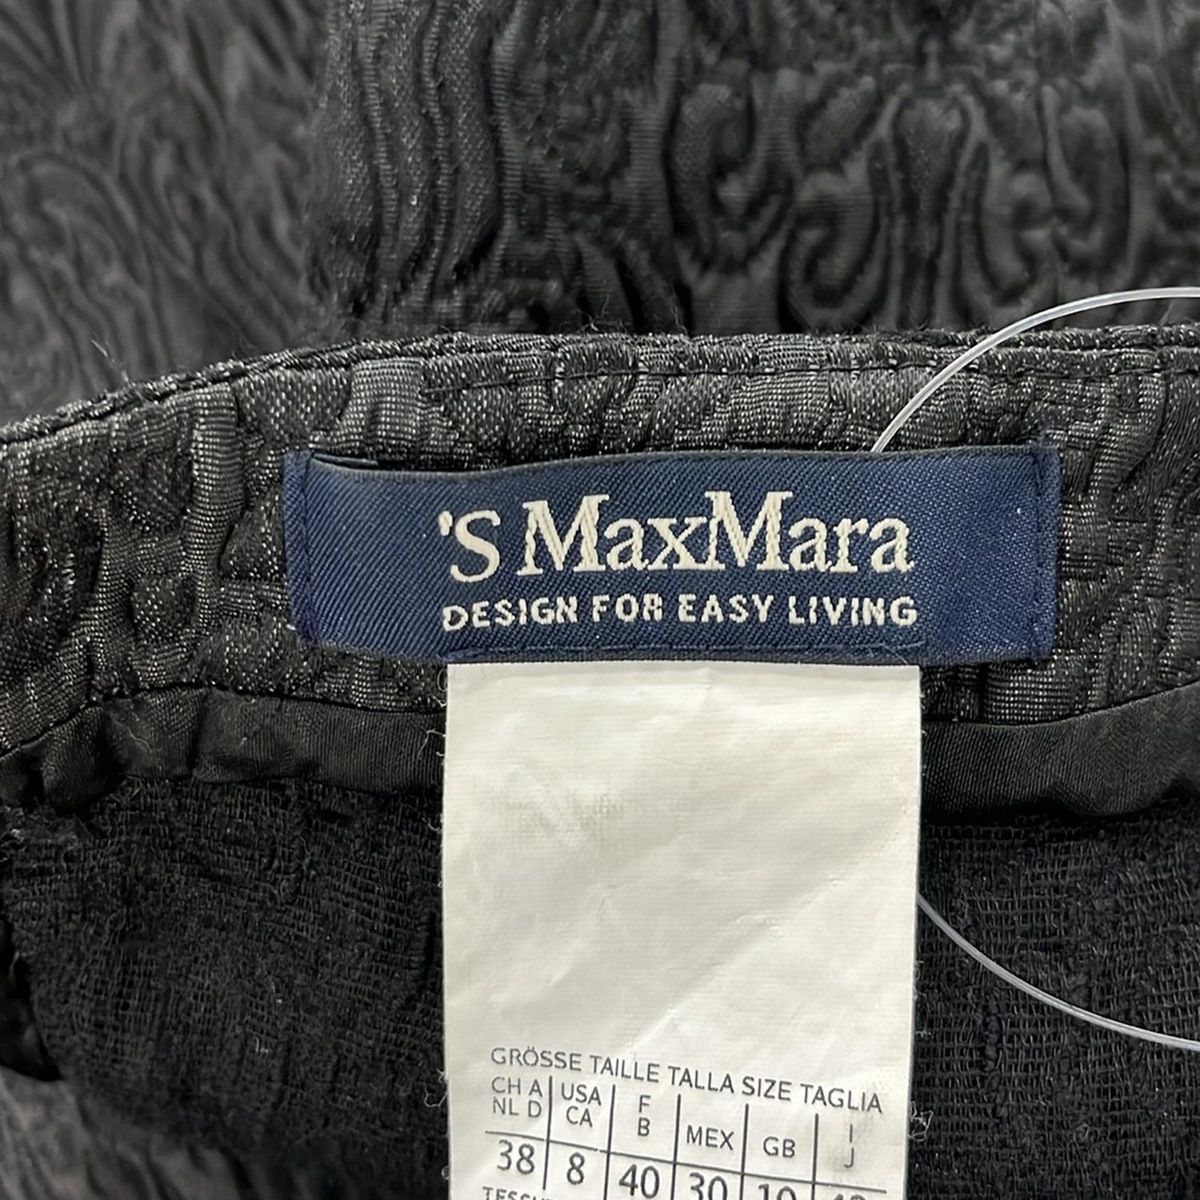 'S MaxMara
DESIGN FOR EASY LIVING
GRÖSSE TAILLE TALLA SIZE TAGLIA
CH A USA F MEX GB I
NL D CA B J
38 8 40 30 10